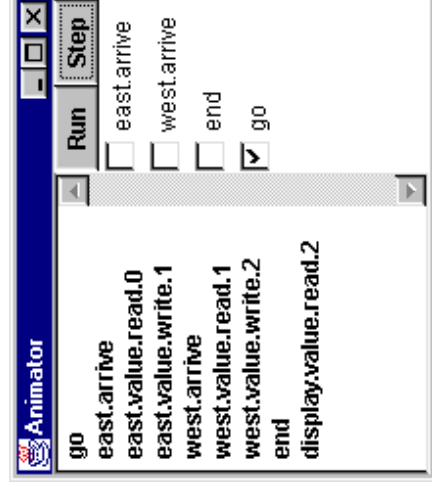 Animator
go
east.arrive
east.value.read.0
east.value.write.1
west.arrive
west.value.read.1
west.value.write.2
end
display.value.read.2
Run Step
east.arrive
west.arrive
end
go